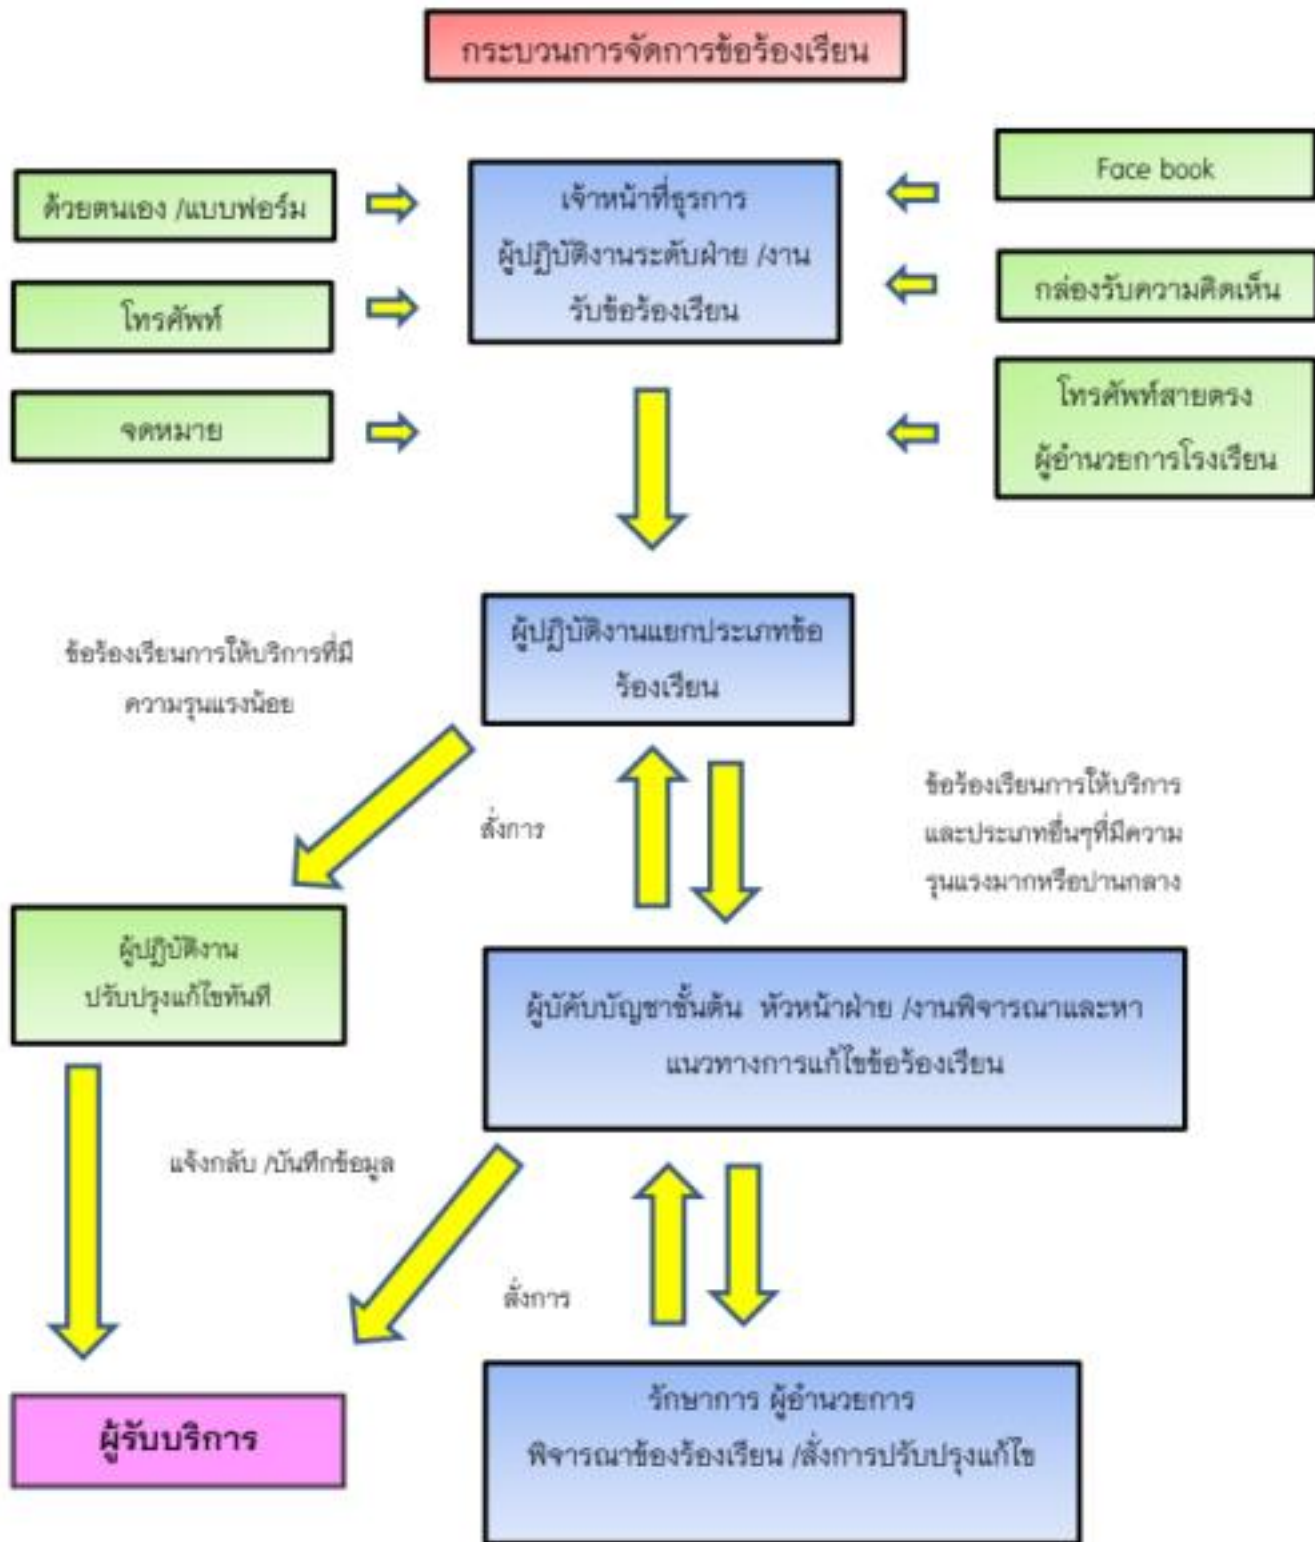 กระบวนการจัดการข้อร้องเรียน
ด้วยตนเอง /แบบฟอร์ม
โทรศัพท์
จดหมาย
เจ้าหน้าที่ธุรการ
ผู้ปฏิบัติงานระดับฝ่าย /งาน
รับข้อร้องเรียน
Face book
กล่องรับความคิดเห็น
โทรศัพท์สายตรง
ผู้อำนวยการโรงเรียน
ผู้ปฏิบัติงานแยกประเภทข้อ
ร้องเรียน
ข้อร้องเรียนการให้บริการที่มี
ความรุนแรงน้อย
สั่งการ
ข้อร้องเรียนการให้บริการ
และประเภทอื่นๆที่มีความ
รุนแรงมากหรือปานกลาง
ผู้ปฏิบัติงาน
ปรับปรุงแก้ไขทันที
ผู้บัคับบัญชาชั้นต้น หัวหน้าฝ่าย /งานพิจารณาและหา
แนวทางการแก้ไขข้อร้องเรียน
แจ้งกลับ /บันทึกข้อมูล
สั่งการ
ผู้รับบริการ
รักษาการ ผู้อำนวยการ
พิจารณาข้องร้องเรียน /สั่งการปรับปรุงแก้ไข